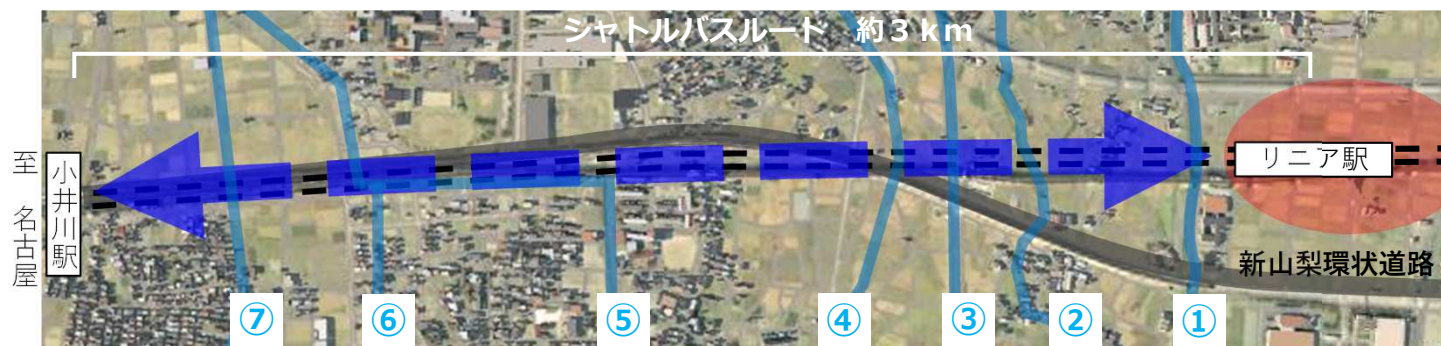 シャトルバスルート 約3km
至 名古屋
小井川駅
リニア駅
新山梨環状道路
⑦ ⑥ ⑤ ④ ③ ② ①